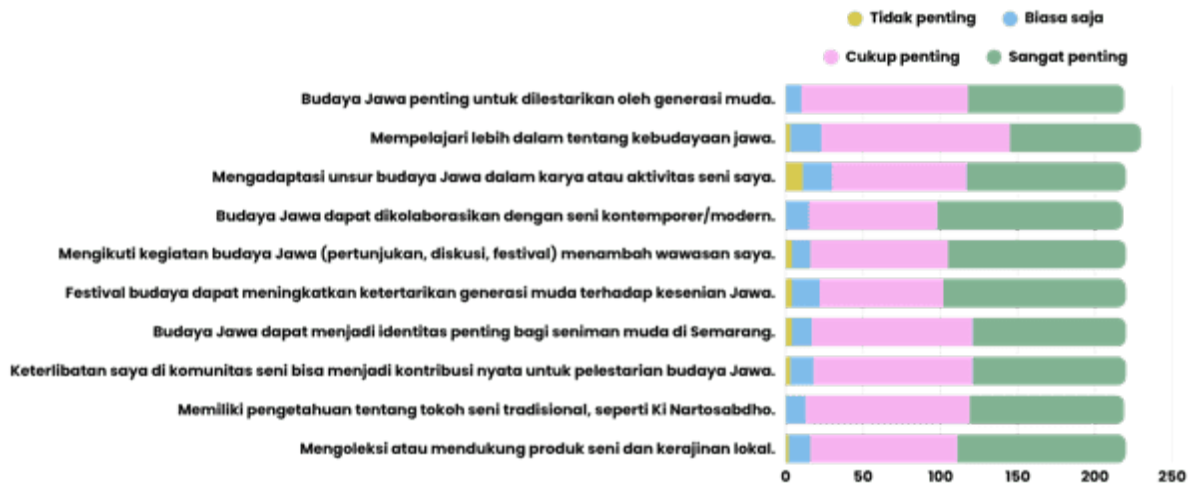 Tidak penting
Biasa saja
Cukup penting
Sangat penting
Budaya Jawa penting untuk dilestarikan oleh generasi muda.
Mempelajari lebih dalam tentang kebudayaan jawa.
Mengadaptasi unsur budaya Jawa dalam karya atau aktivitas seni saya.
Budaya Jawa dapat dikolaborasikan dengan seni kontemporer/modern.
Mengikuti kegiatan budaya Jawa (pertunjukan, diskusi, festival) menambah wawasan saya.
Festival budaya dapat meningkatkan ketertarikan generasi muda terhadap kesenian Jawa.
Budaya Jawa dapat menjadi identitas penting bagi seniman muda di Semarang.
Keterlibatan saya di komunitas seni bisa menjadi kontribusi nyata untuk pelestarian budaya Jawa.
Memiliki pengetahuan tentang tokoh seni tradisional, seperti Ki Nartosabdho.
Mengoleksi atau mendukung produk seni dan kerajinan lokal.
0 50 100 150 200 250